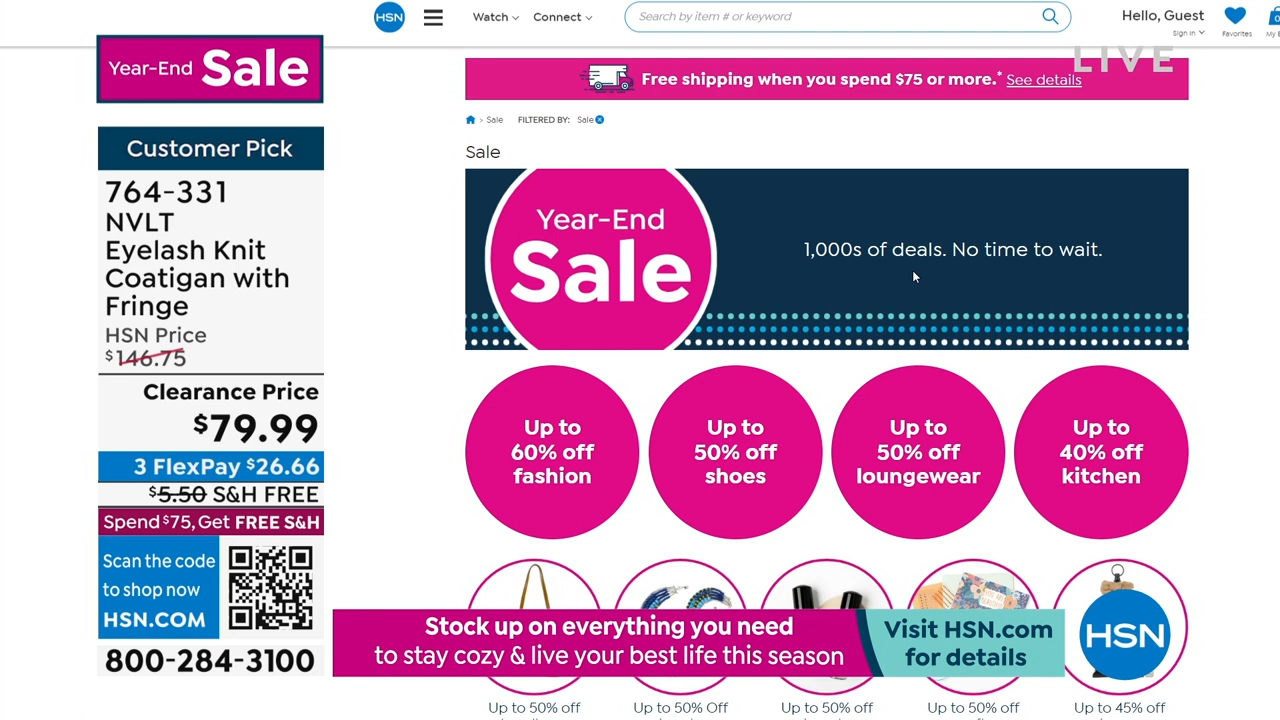 HSN
Watch
Connect
Search by item # or keyword
Hello, Guest
Sign in
Favorites
LIVE
Year-End Sale
Free shipping when you spend $75 or more.* See details
> Sale FILTERED BY: Sale
Sale
Customer Pick
764-331
NVLT
Eyelash Knit
Coatigan with
Fringe
HSN Price
$146.75
Clearance Price
$79.99
3 FlexPay $26.66
$5.50 S&H FREE
Spend $75, Get FREE S&H
Scan the code
to shop now
HSN.COM
800-284-3100
Year-End
Sale
1,000s of deals. No time to wait.
Up to
60% off
fashion
Up to
50% off
shoes
Up to
50% off
loungewear
Up to
40% off
kitchen
Stock up on everything you need
to stay cozy & live your best life this season
Visit HSN.com
for details
HSN
Up to 50% off
Up to 50% Off
Up to 50% off
Up to 50% off
Up to 45% off